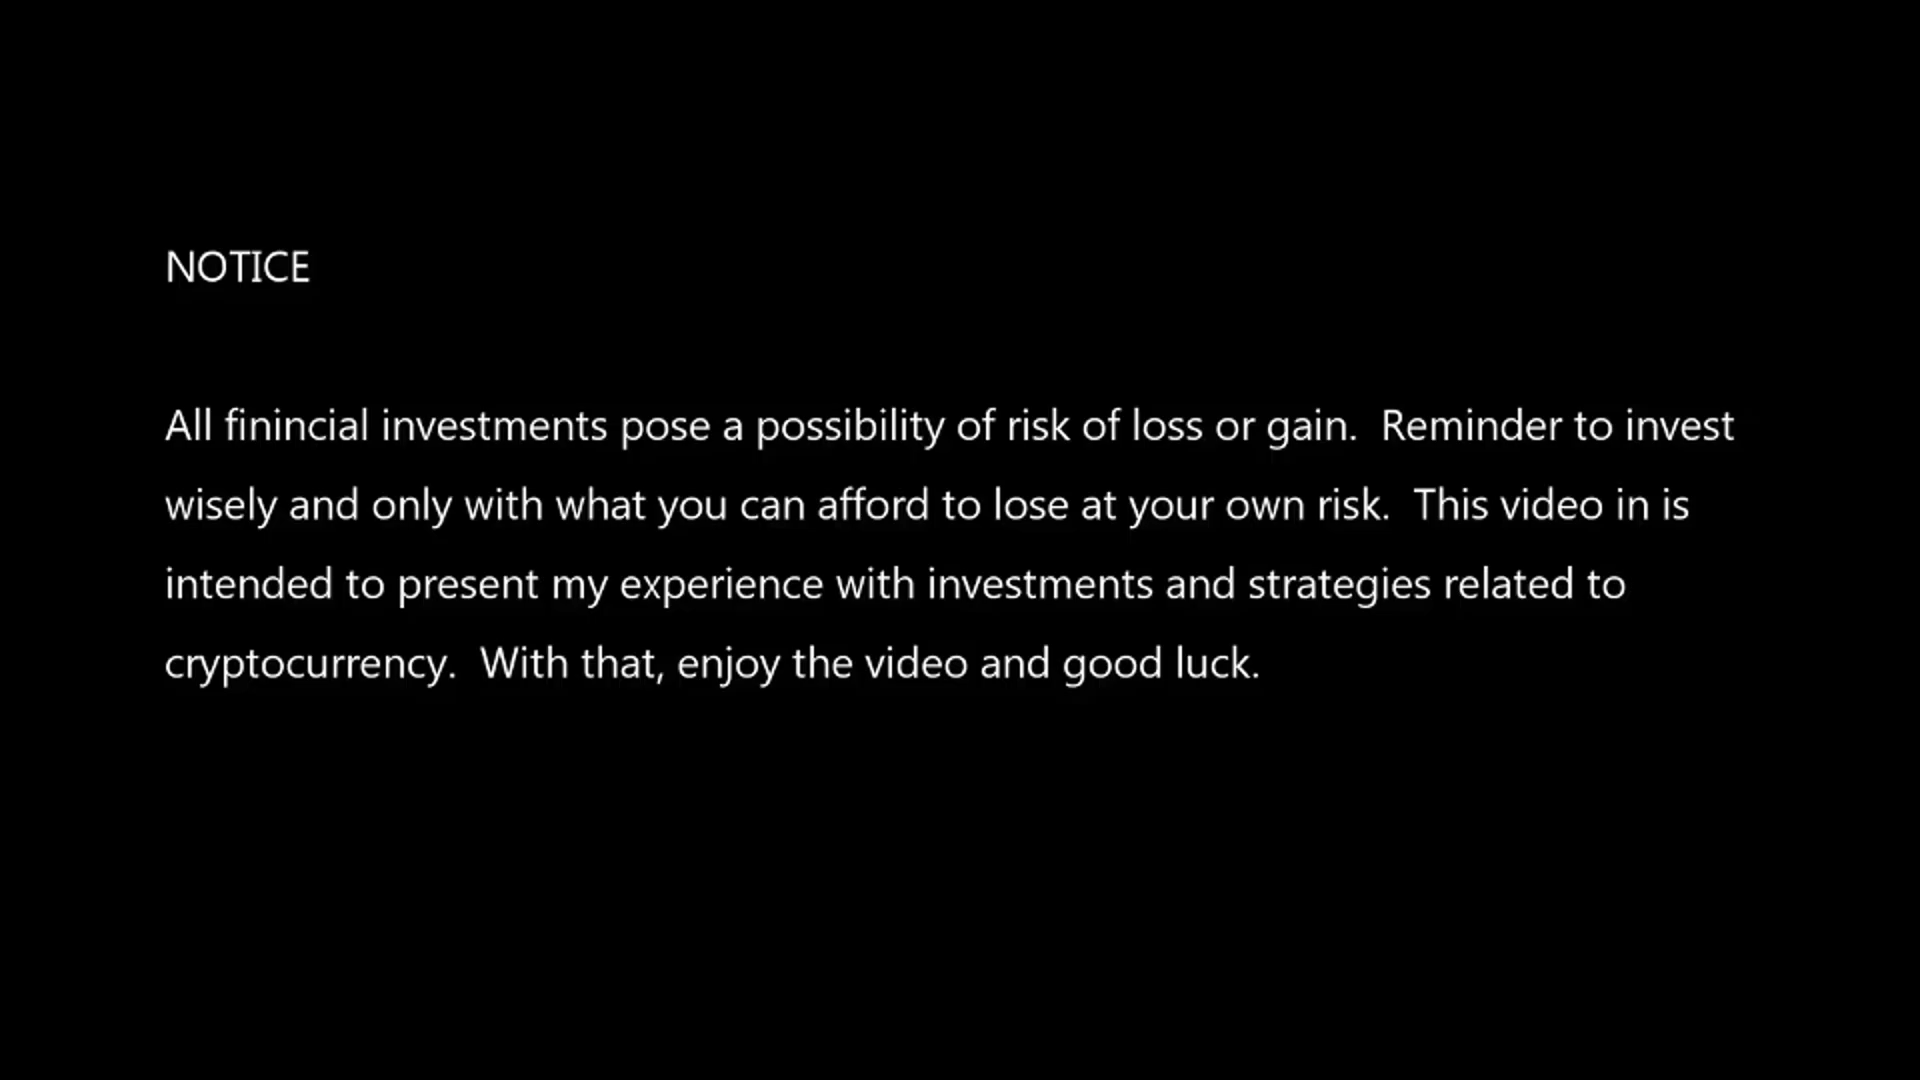 NOTICE
All finincial investments pose a possibility of risk of loss or gain.  Reminder to invest
wisely and only with what you can afford to lose at your own risk.  This video in is
intended to present my experience with investments and strategies related to
cryptocurrency.  With that, enjoy the video and good luck.